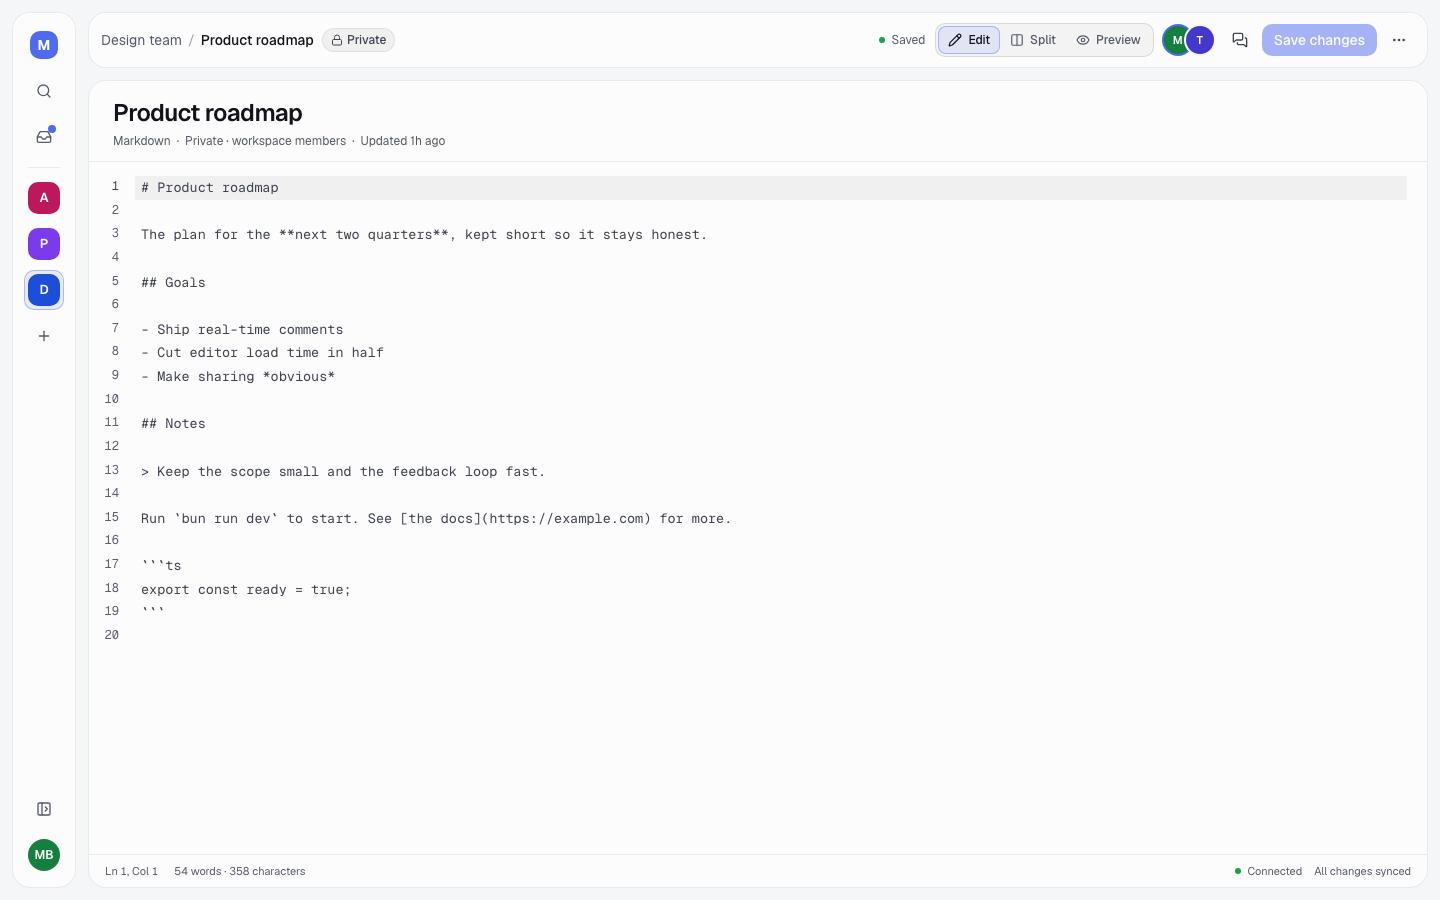 M
Design team / Product roadmap Private
Saved
Edit Split Preview
M T
Save changes
A
P
D
MB
Product roadmap
Markdown · Private · workspace members · Updated 1h ago
1 # Product roadmap
2
3 The plan for the **next two quarters**, kept short so it stays honest.
4
5 ## Goals
6
7 - Ship real-time comments
8 - Cut editor load time in half
9 - Make sharing *obvious*
10
11 ## Notes
12
13 > Keep the scope small and the feedback loop fast.
14
15 Run `bun run dev` to start. See [the docs](https://example.com) for more.
16
17 ```ts
18 export const ready = true;
19 ```
20
Ln 1, Col 1 54 words · 358 characters
Connected All changes synced